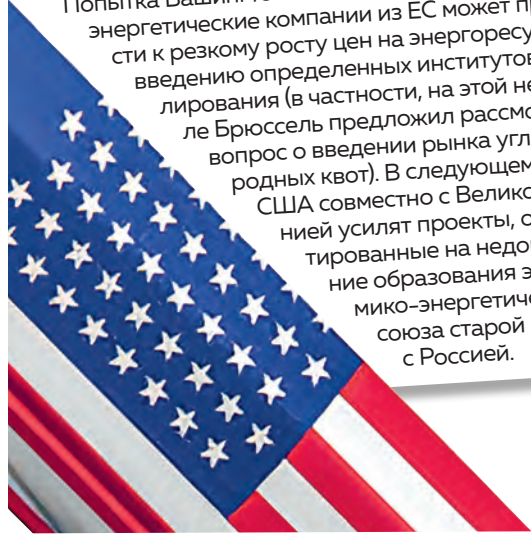 Попытка Вашин
энергетические компании из ЕС может п
сти к резкому росту цен на энергоресу
введению определенных институтов
лирования (в частности, на этой не
ле Брюссель предложил рассмо
вопрос о введении рынка угл
родных квот). В следующем
США совместно с Велико
нией усилят проекты, о
тированные на недо
ние образования э
мико-энергетиче
союза старой
с Россией.